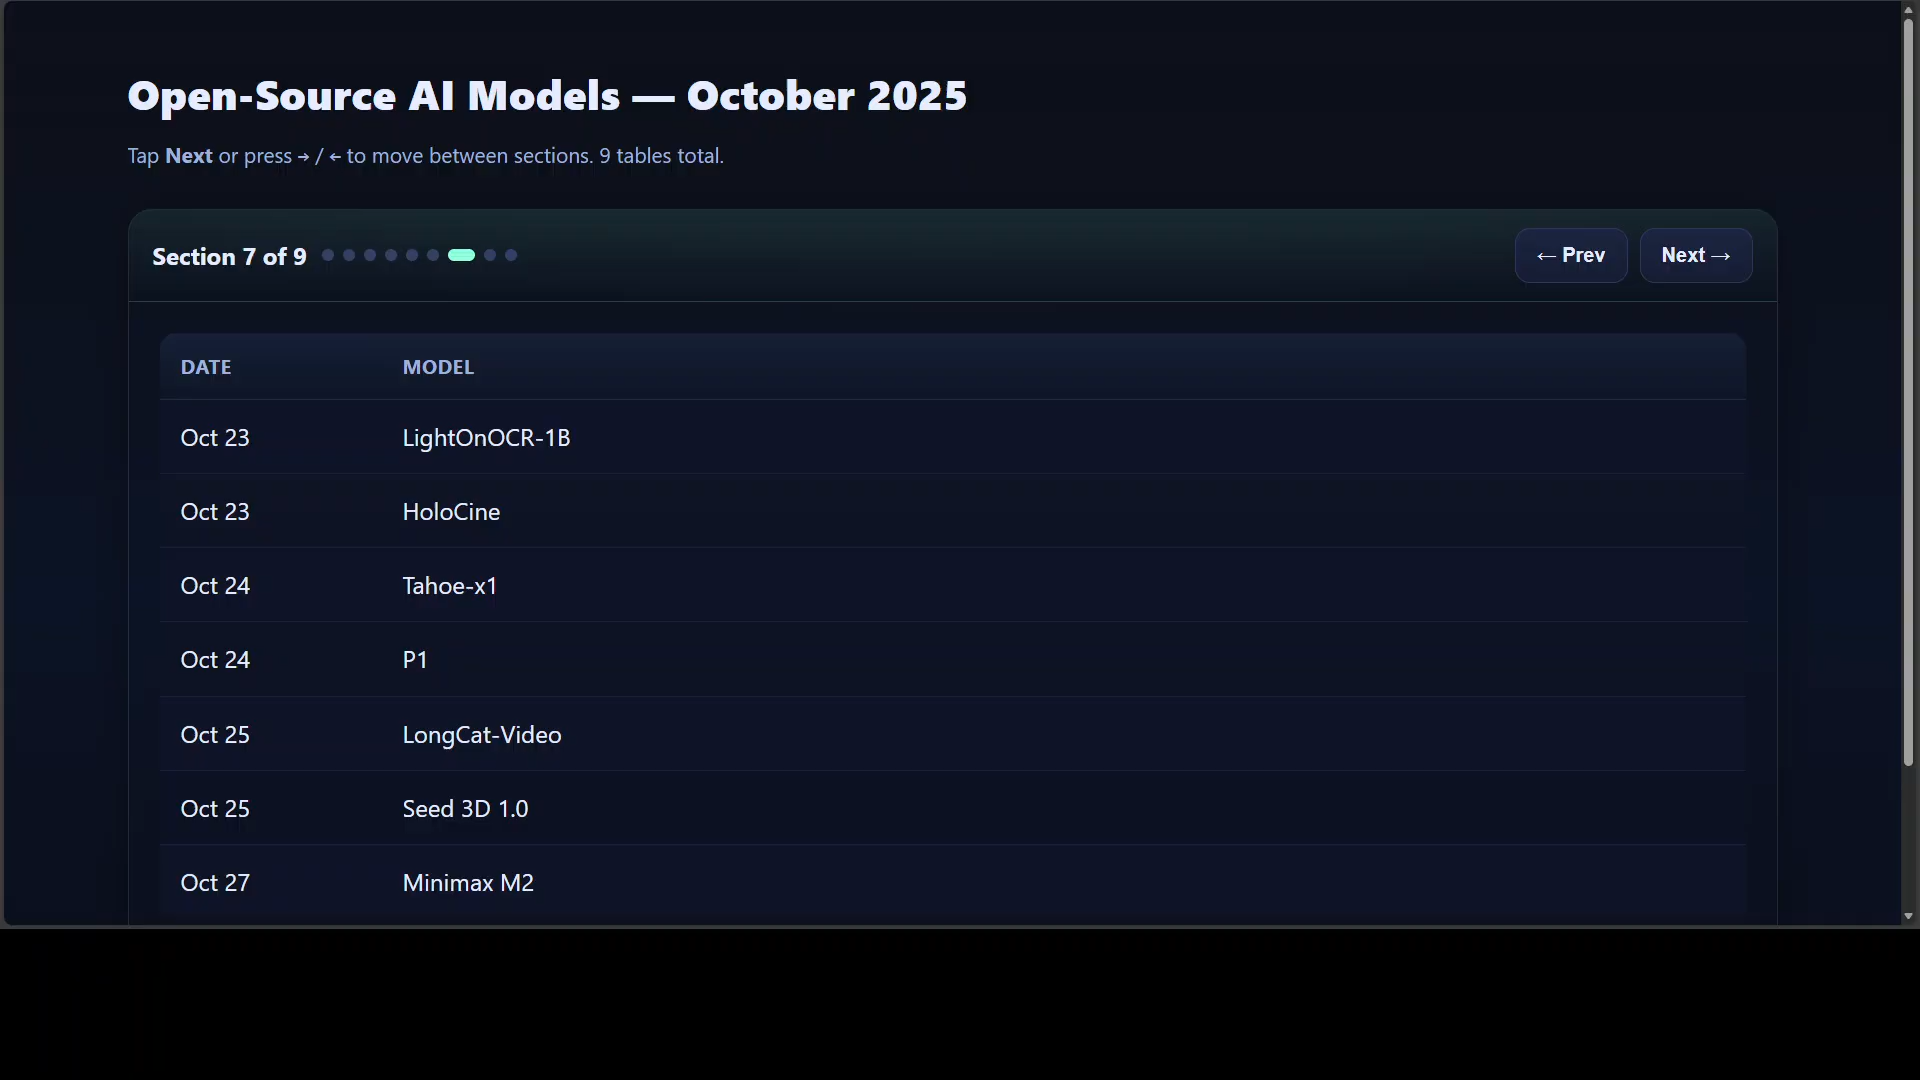 Open-Source AI Models — October 2025
Tap Next or press → / ← to move between sections. 9 tables total.
Section 7 of 9
← Prev
Next →
DATE MODEL
Oct 23 LightOnOCR-1B
Oct 23 HoloCine
Oct 24 Tahoe-x1
Oct 24 P1
Oct 25 LongCat-Video
Oct 25 Seed 3D 1.0
Oct 27 Minimax M2